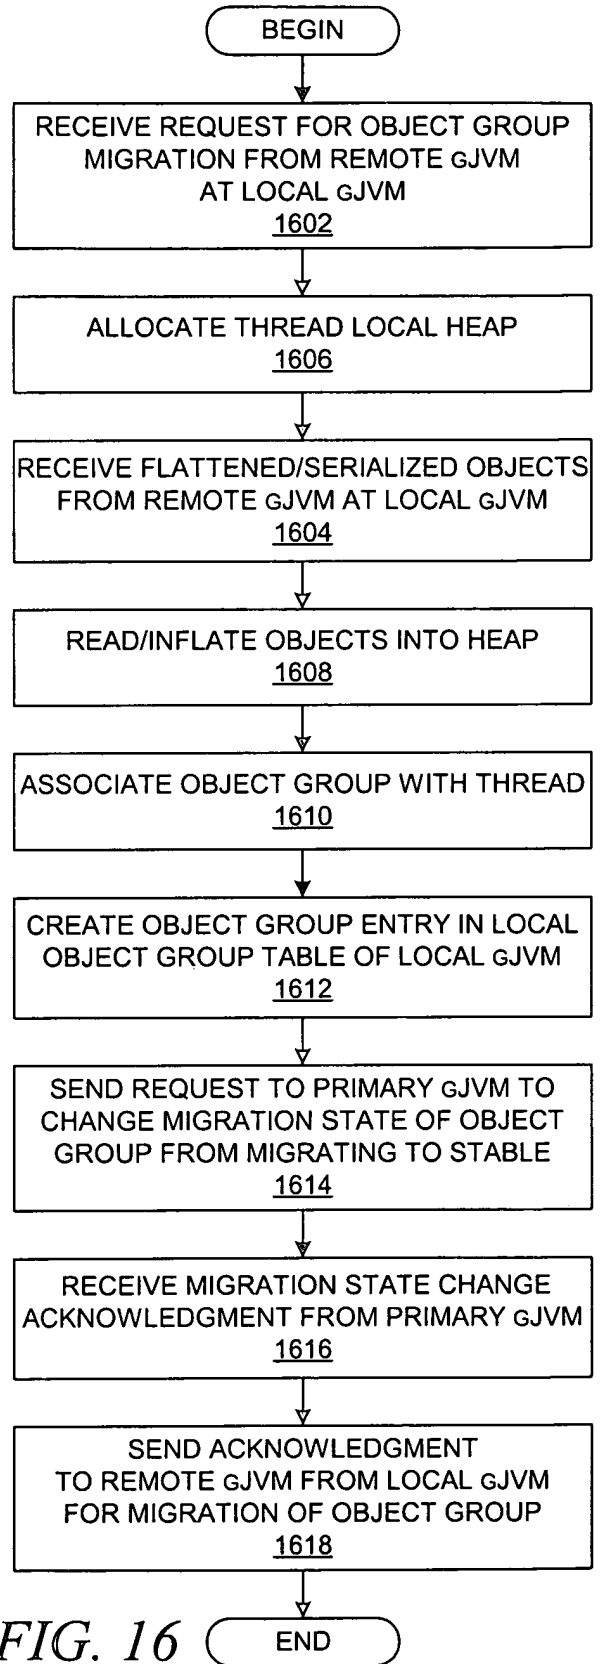 BEGIN
RECEIVE REQUEST FOR OBJECT GROUP
MIGRATION FROM REMOTE GJVM
AT LOCAL GJVM
1602
ALLOCATE THREAD LOCAL HEAP
1606
RECEIVE FLATTENED/SERIALIZED OBJECTS
FROM REMOTE GJVM AT LOCAL GJVM
1604
READ/INFLATE OBJECTS INTO HEAP
1608
ASSOCIATE OBJECT GROUP WITH THREAD
1610
CREATE OBJECT GROUP ENTRY IN LOCAL
OBJECT GROUP TABLE OF LOCAL GJVM
1612
SEND REQUEST TO PRIMARY GJVM TO
CHANGE MIGRATION STATE OF OBJECT
GROUP FROM MIGRATING TO STABLE
1614
RECEIVE MIGRATION STATE CHANGE
ACKNOWLEDGMENT FROM PRIMARY GJVM
1616
SEND ACKNOWLEDGMENT
TO REMOTE GJVM FROM LOCAL GJVM
FOR MIGRATION OF OBJECT GROUP
1618
FIG. 16
END